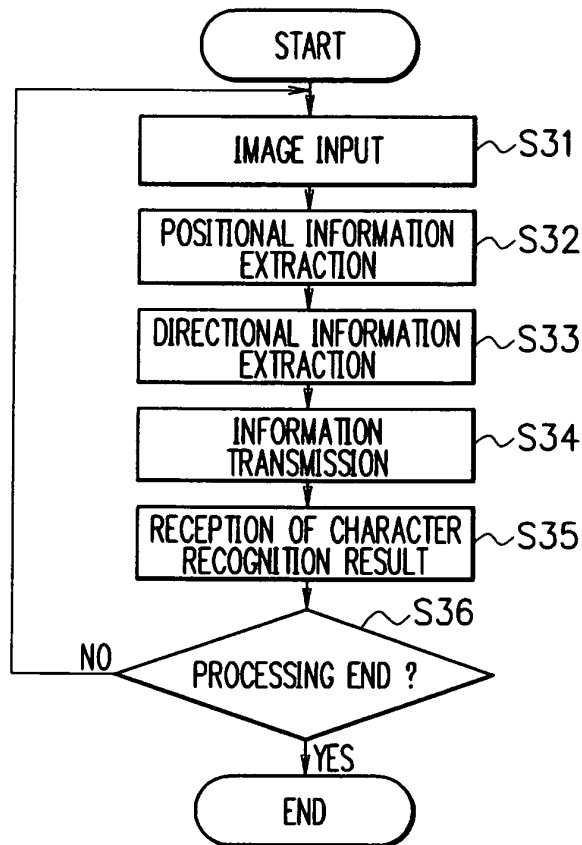 START
IMAGE INPUT
S31
POSITIONAL INFORMATION
EXTRACTION
S32
DIRECTIONAL INFORMATION
EXTRACTION
S33
INFORMATION
TRANSMISSION
S34
RECEPTION OF CHARACTER
RECOGNITION RESULT
S35
S36
NO
PROCESSING END ?
YES
END